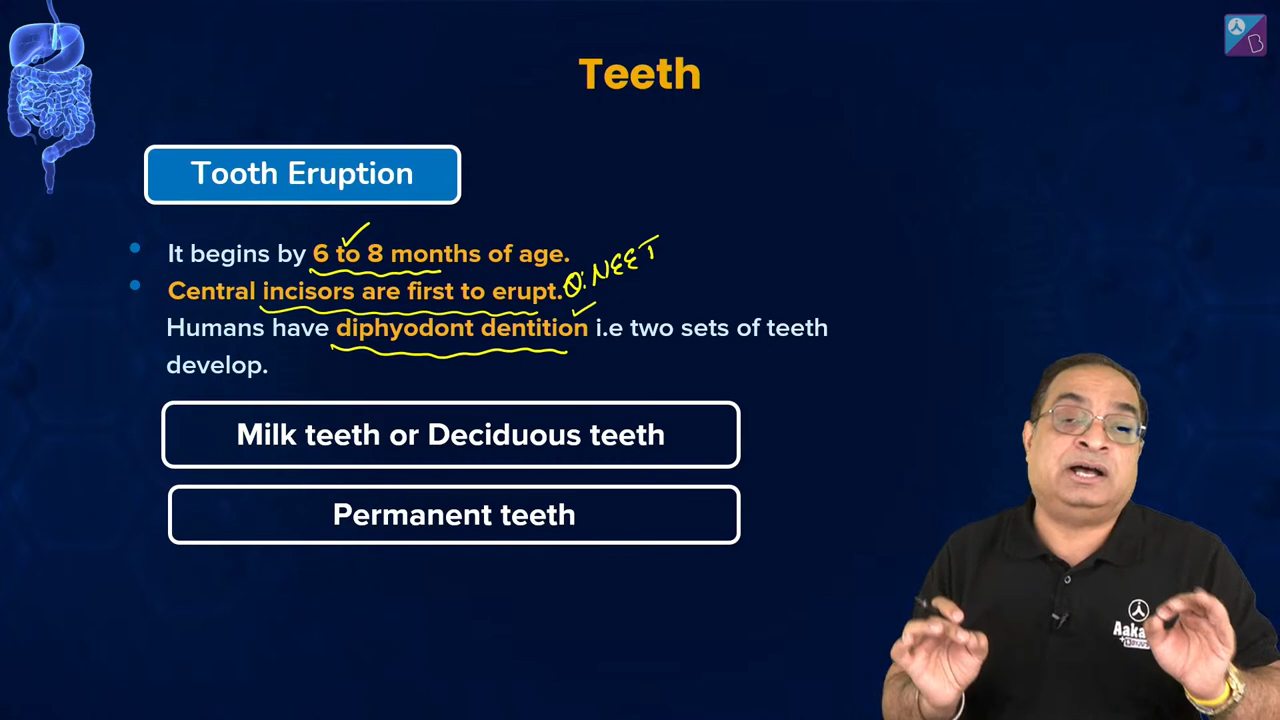 Teeth
Tooth Eruption
It begins by 6 to 8 months of age.
Central incisors are first to erupt. Q: NEET
Humans have diphyodont dentition i.e two sets of teeth
develop.
Milk teeth or Deciduous teeth
Permanent teeth